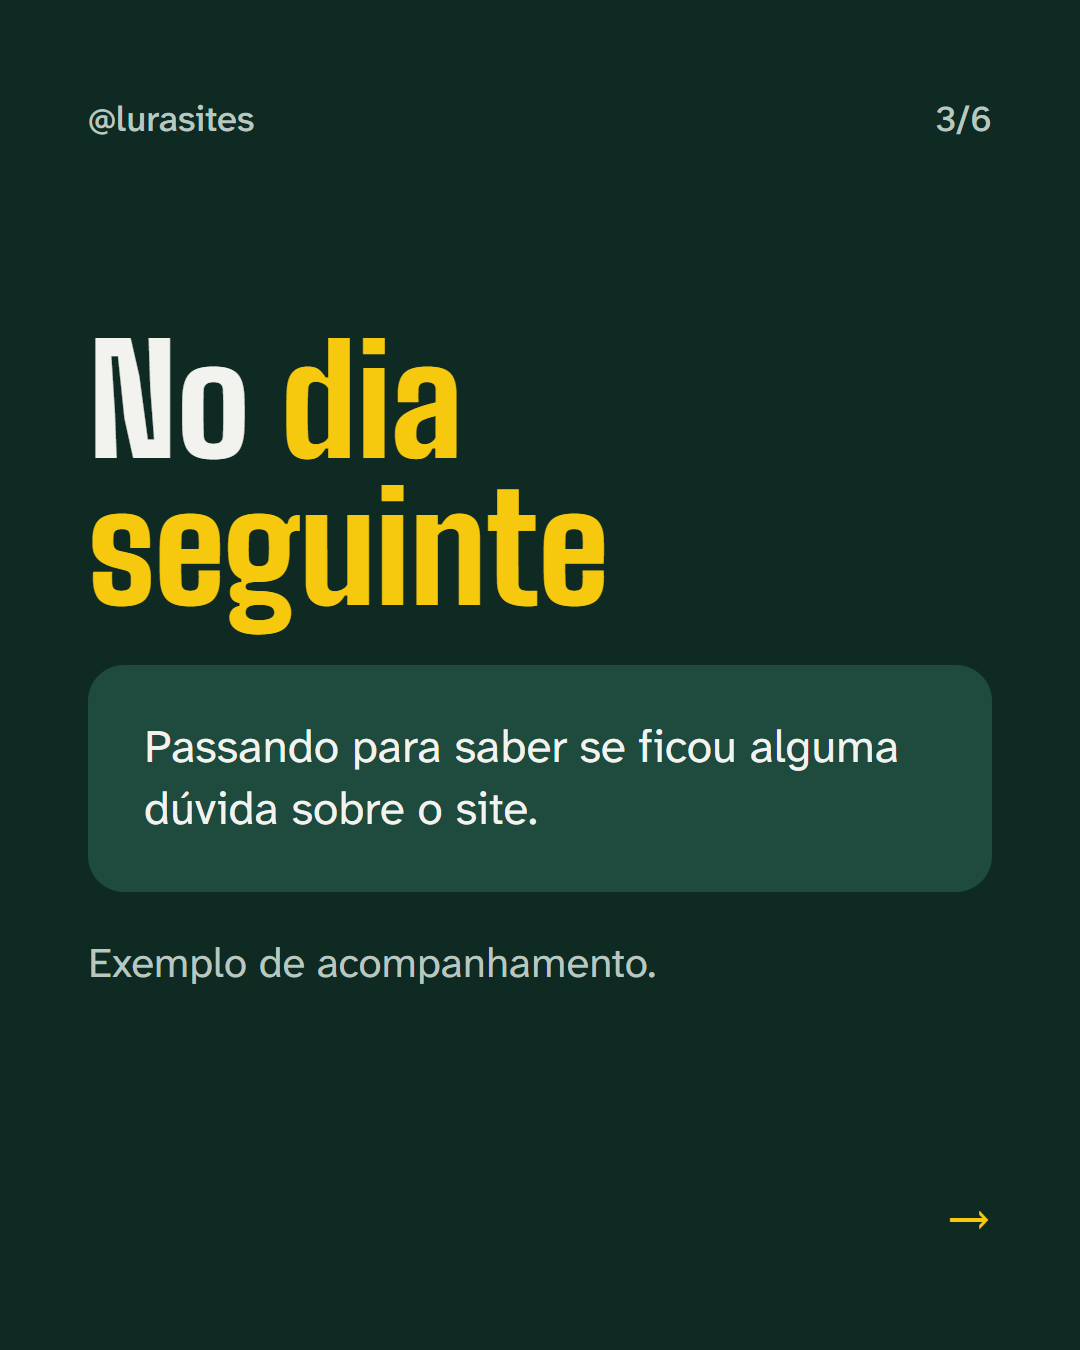 @lurasites
3/6
No dia
seguinte
Passando para saber se ficou alguma
dúvida sobre o site.
Exemplo de acompanhamento.
→